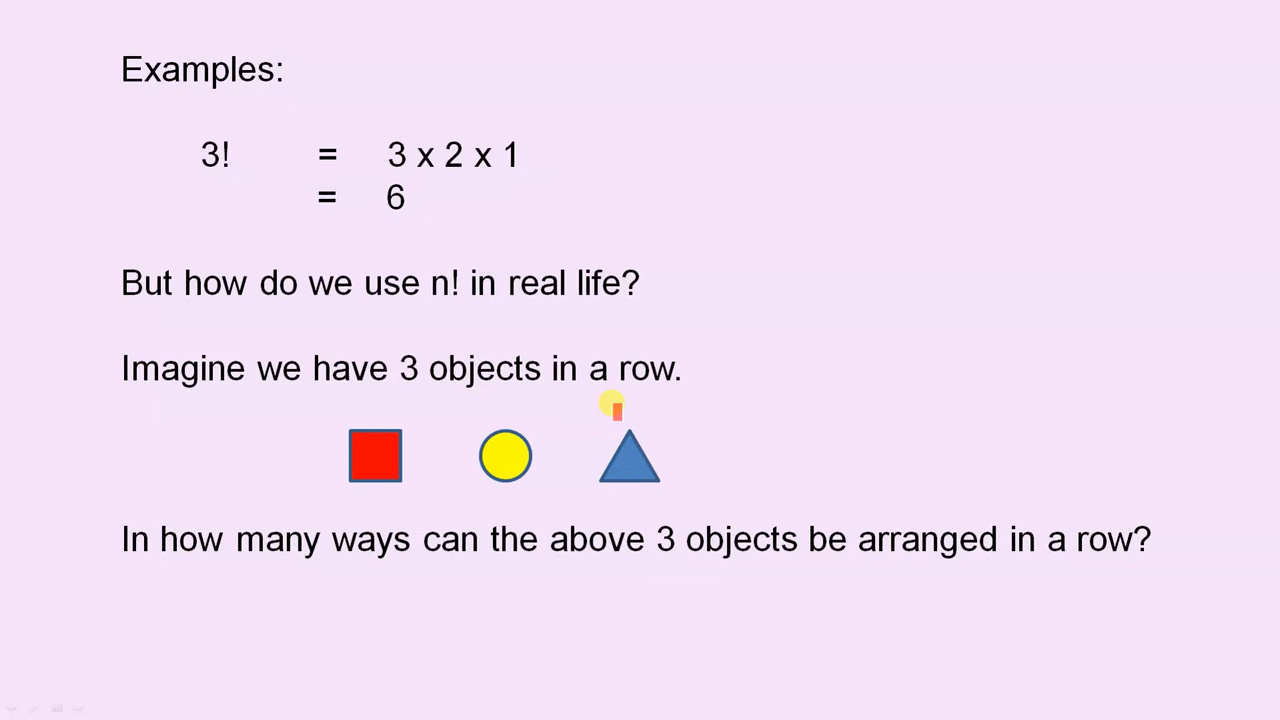 Examples:
3! = 3 x 2 x 1
= 6
But how do we use n! in real life?
Imagine we have 3 objects in a row.
In how many ways can the above 3 objects be arranged in a row?